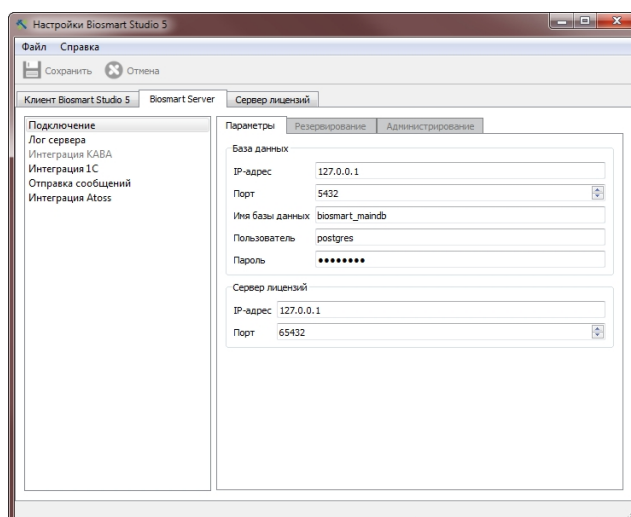 Настройки Biosmart Studio 5
Файл Справка
Сохранить Отмена
Клиент Biosmart Studio 5 Biosmart Server Сервер лицензий
Подключение
Лог сервера
Интеграция KABA
Интеграция 1С
Отправка сообщений
Интеграция Atoss
Параметры Резервирование Администрирование
База данных
IP-адрес 127.0.0.1
Порт 5432
Имя базы данных biosmart_maindb
Пользователь postgres
Пароль ●●●●●●●●
Сервер лицензий
IP-адрес 127.0.0.1
Порт 65432